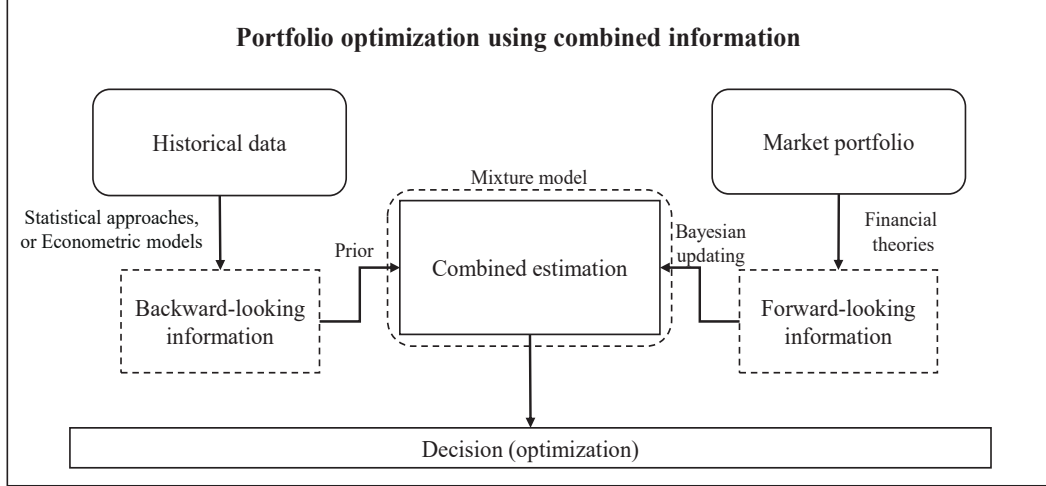 Portfolio optimization using combined information
Historical data
Market portfolio
Mixture model
Statistical approaches,
or Econometric models
Financial
theories
Prior
Combined estimation
Bayesian
updating
Backward-looking
information
Forward-looking
information
Decision (optimization)